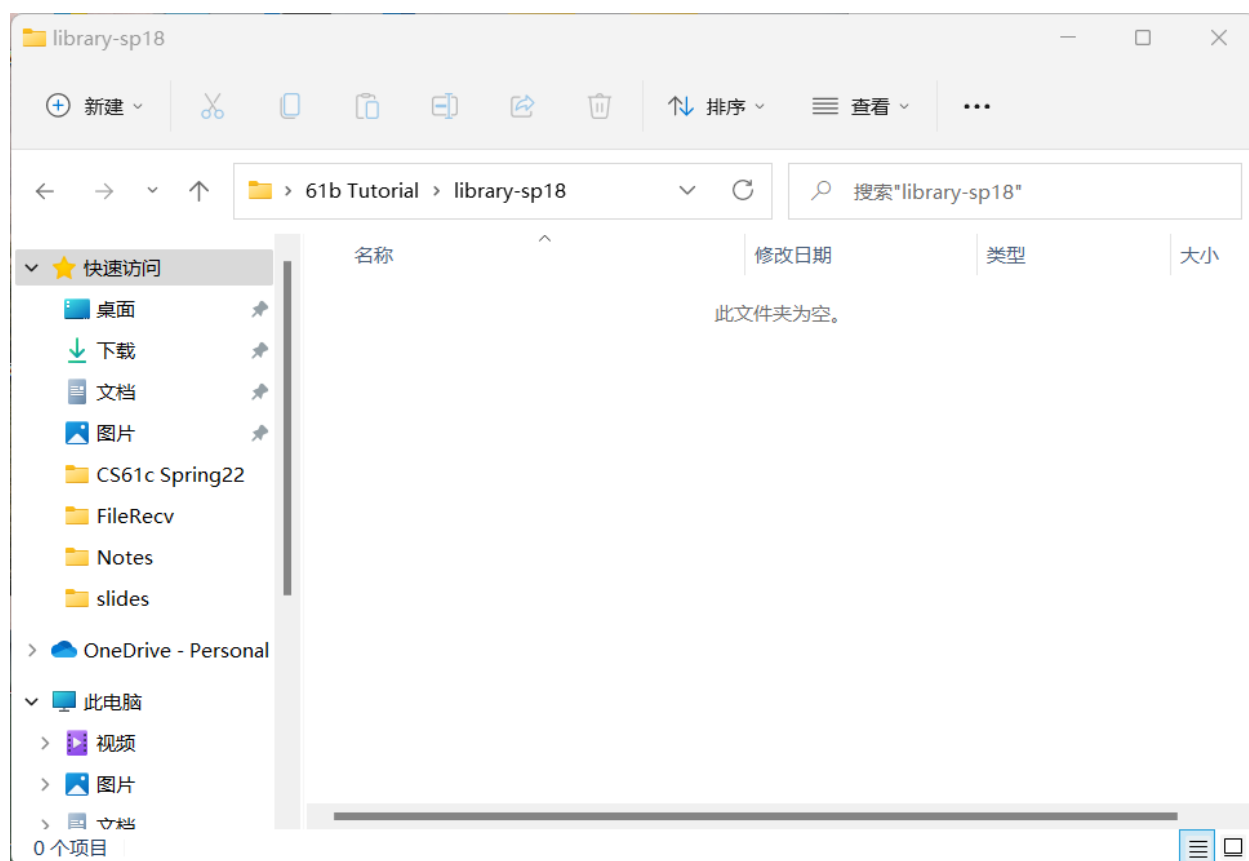 library-sp18
新建 排序 查看
61b Tutorial library-sp18 搜索"library-sp18"
名称 修改日期 类型 大小
此文件夹为空。
快速访问
桌面
下载
文档
图片
CS61c Spring22
FileRecv
Notes
slides
OneDrive - Personal
此电脑
视频
图片
文档
0 个项目